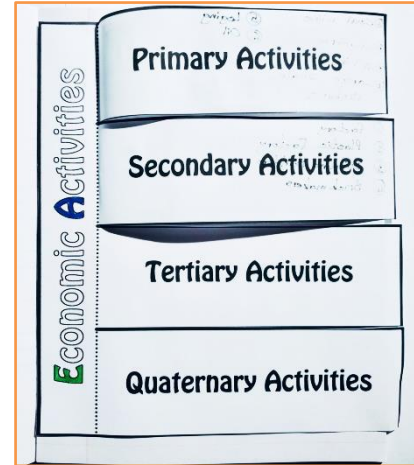 Economic Activities
Primary Activities
Secondary Activities
Tertiary Activities
Quaternary Activities